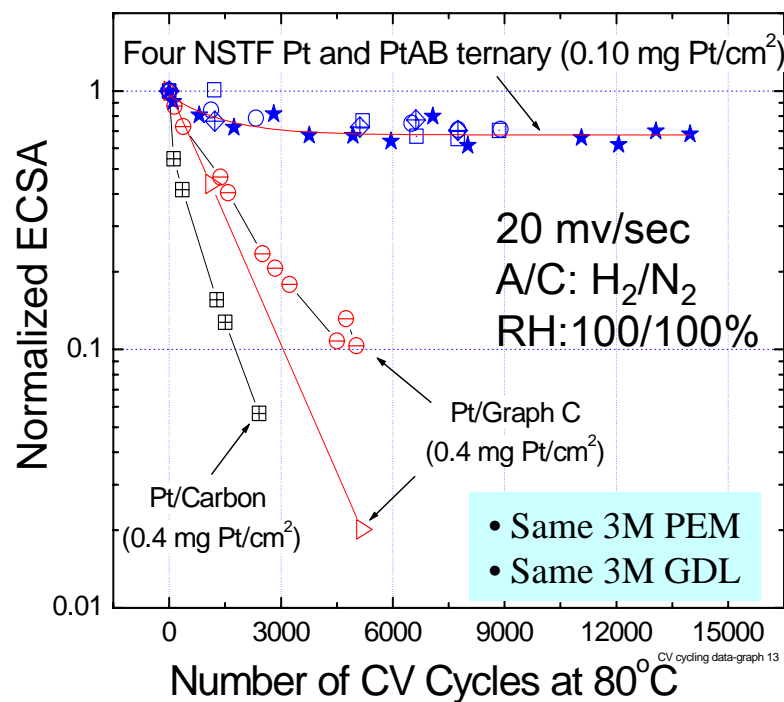 Four NSTF Pt and PtAB ternary (0.10 mg Pt/cm²)
1
0.1
0.01
Normalized ECSA
20 mv/sec
A/C: H₂/N₂
RH:100/100%
Pt/Graph C
(0.4 mg Pt/cm²)
Pt/Carbon
(0.4 mg Pt/cm²)
• Same 3M PEM
• Same 3M GDL
0 3000 6000 9000 12000 15000
CV cycling data-graph 13
Number of CV Cycles at 80°C